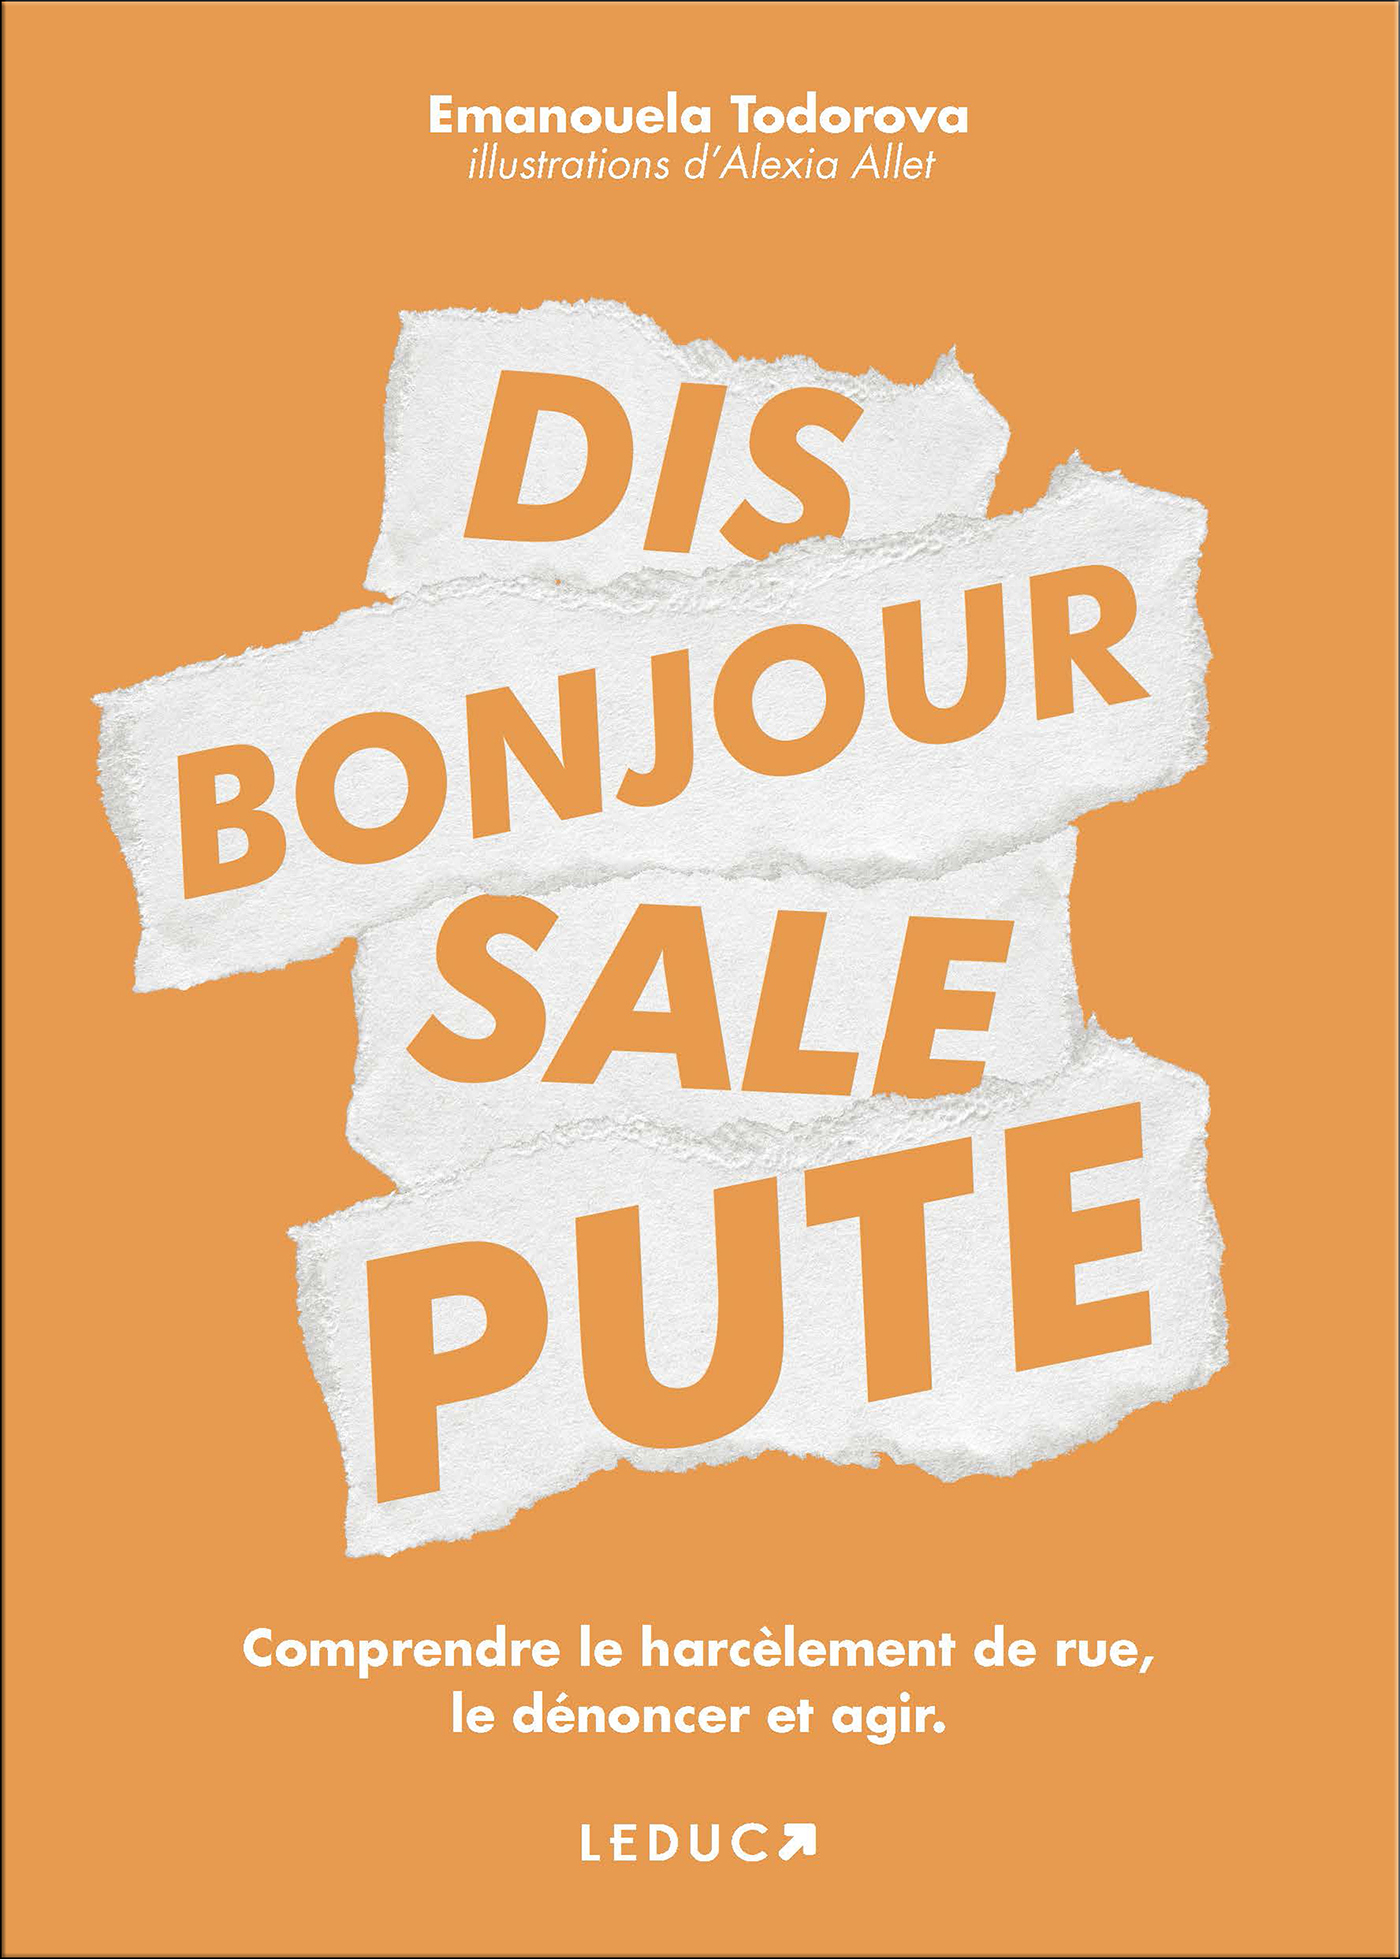 Emanouela Todorova
illustrations d'Alexia Allet
DIS
BONJOUR
SALE
PUTE
Comprendre le harcèlement de rue,
le dénoncer et agir.
LEDUC